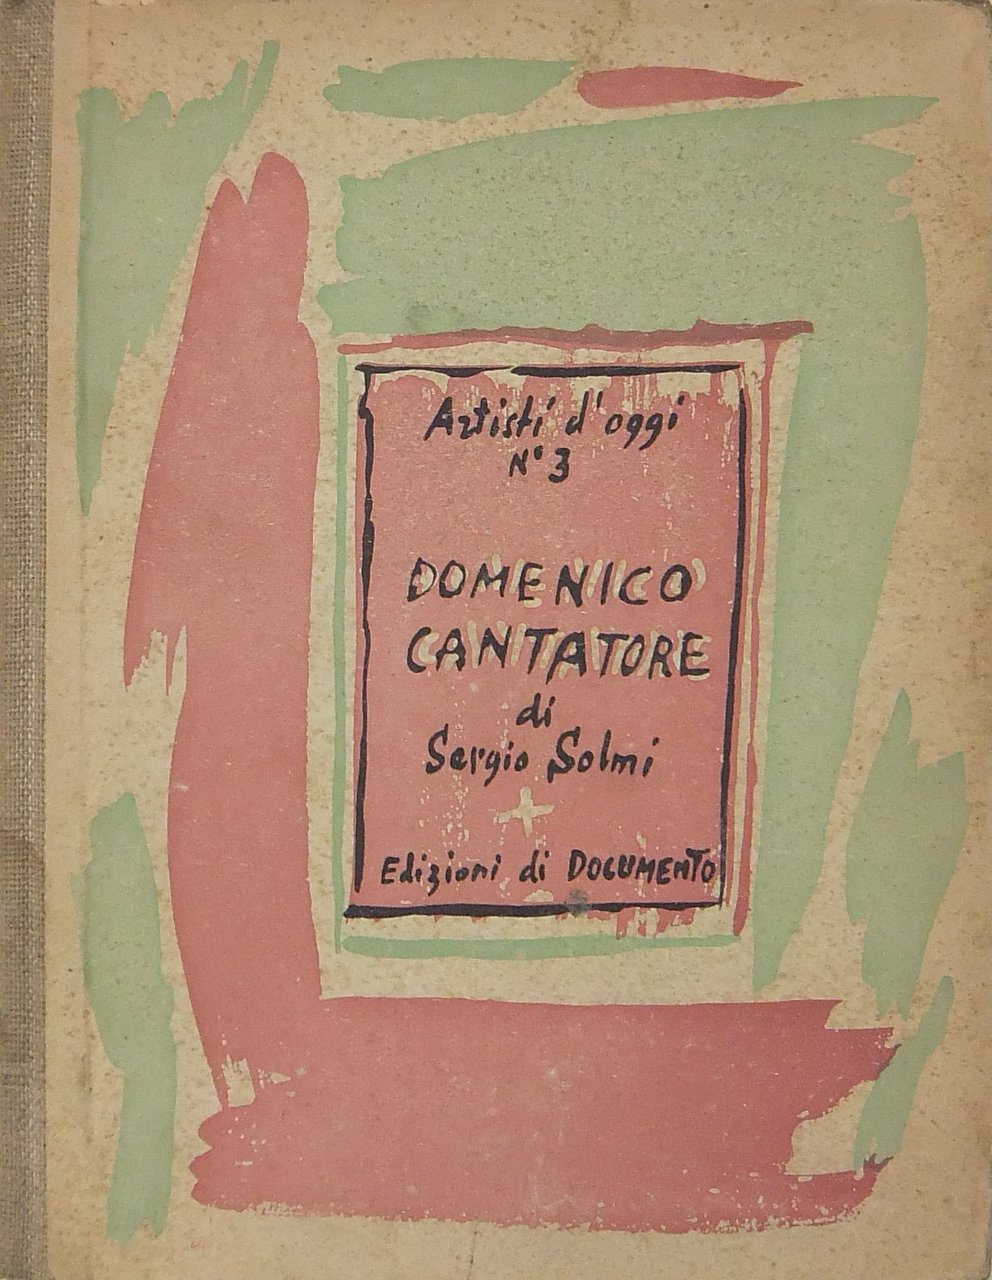 Artisti d'oggi
N° 3
DOMENICO
CANTATORE
di
Sergio Solmi
Edizioni di DOCUMENTO